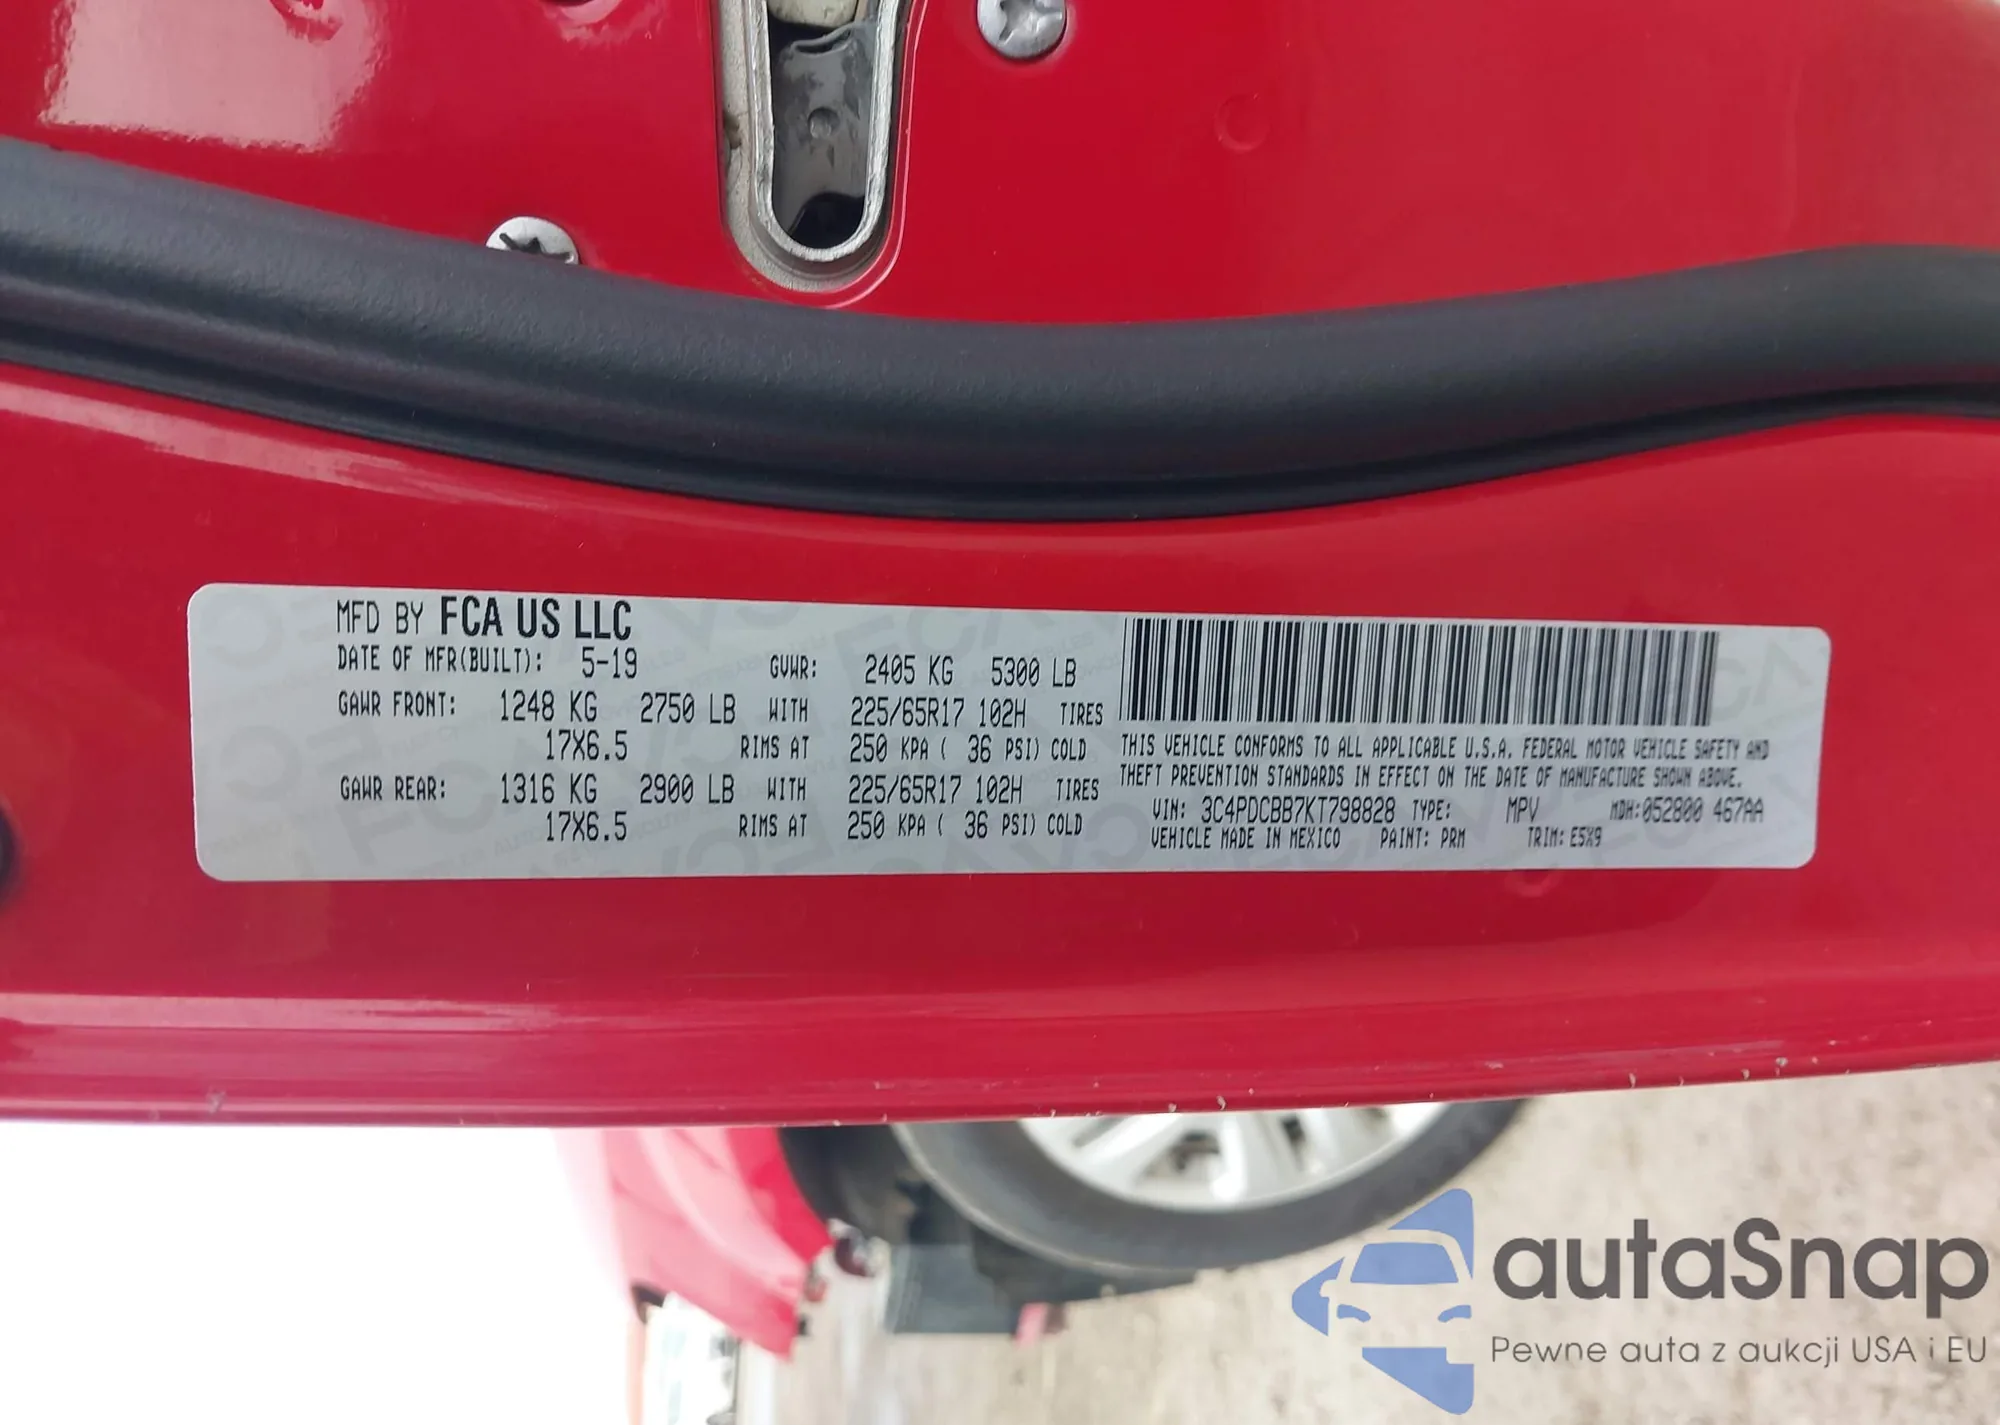 MFD BY FCA US LLC
DATE OF MFR(BUILT): 5-19 GVWR: 2405 KG 5300 LB
GAWR FRONT: 1248 KG 2750 LB WITH 225/65R17 102H TIRES
17X6.5 RIMS AT 250 KPA ( 36 PSI) COLD
GAWR REAR: 1316 KG 2900 LB WITH 225/65R17 102H TIRES
17X6.5 RIMS AT 250 KPA ( 36 PSI) COLD
THIS VEHICLE CONFORMS TO ALL APPLICABLE U.S.A. FEDERAL MOTOR VEHICLE SAFETY AND
THEFT PREVENTION STANDARDS IN EFFECT ON THE DATE OF MANUFACTURE SHOWN ABOVE.
VIN: 3C4PDCBB7KT798828 TYPE: MPV MDH:052800 467AA
VEHICLE MADE IN MEXICO PAINT: PRM TRIM: E5X9
autaSnap
Pewne auta z aukcji USA i EU